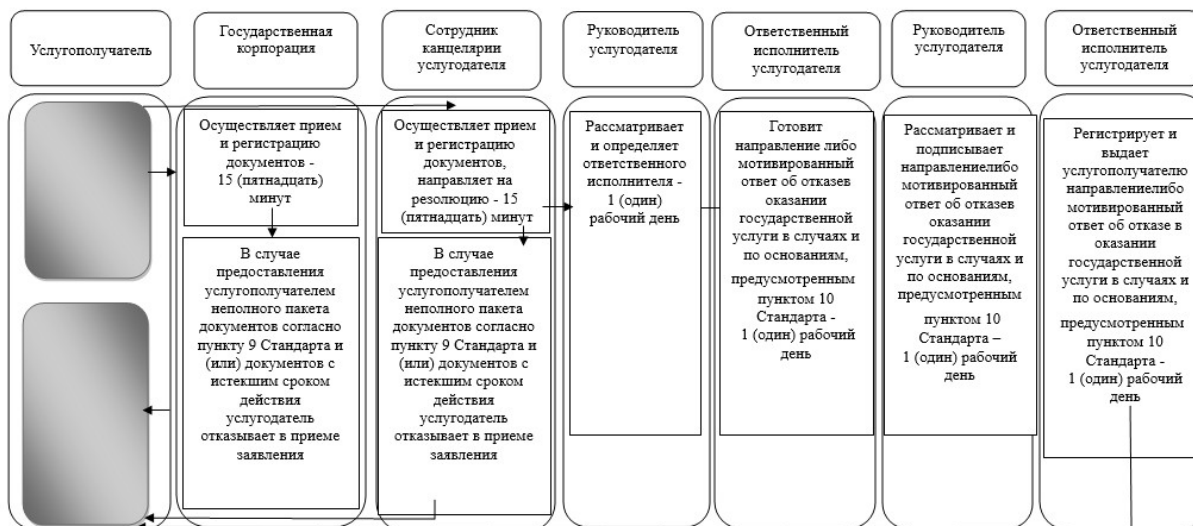 Услугополучатель
Государственная
корпорация
Сотрудник
канцелярии
услугодателя
Руководитель
услугодателя
Ответственный
исполнитель
услугодателя
Руководитель
услугодателя
Ответственный
исполнитель
услугодателя
Осуществляет прием
и регистрацию
документов -
15 (пятнадцать)
минут
В случае
предоставления
услугополучателем
неполного пакета
документов согласно
пункту 9 Стандарта и
(или) документов с
истекшим сроком
действия
услугодатель
отказывает в приеме
заявления
Осуществляет прием
и регистрацию
документов,
направляет на
резолюцию - 15
(пятнадцать) минут
В случае
предоставления
услугополучателем
неполного пакета
документов согласно
пункту 9 Стандарта и
(или) документов с
истекшим сроком
действия
услугодатель
отказывает в приеме
заявления
Рассматривает
и определяет
ответственного
исполнителя -
1 (один)
рабочий день
Готовит
направление либо
мотивированный
ответ об отказев
оказании
государственной
услуги в случаях и
по основаниям,
предусмотренным
пунктом 10
Стандарта -
1 (один) рабочий
день
Рассматривает и
подписывает
направлениелибо
мотивированный
ответ об отказев
оказании
государственной
услуги в случаях и
по основаниям,
предусмотренным
пунктом 10
Стандарта –
1 (один) рабочий
день
Регистрирует и
выдает
услугополучателю
направлениелибо
мотивированный
ответ об отказе в
оказании
государственной
услуги в случаях и
по основаниям,
предусмотренным
пунктом 10
Стандарта -
1 (один) рабочий
день